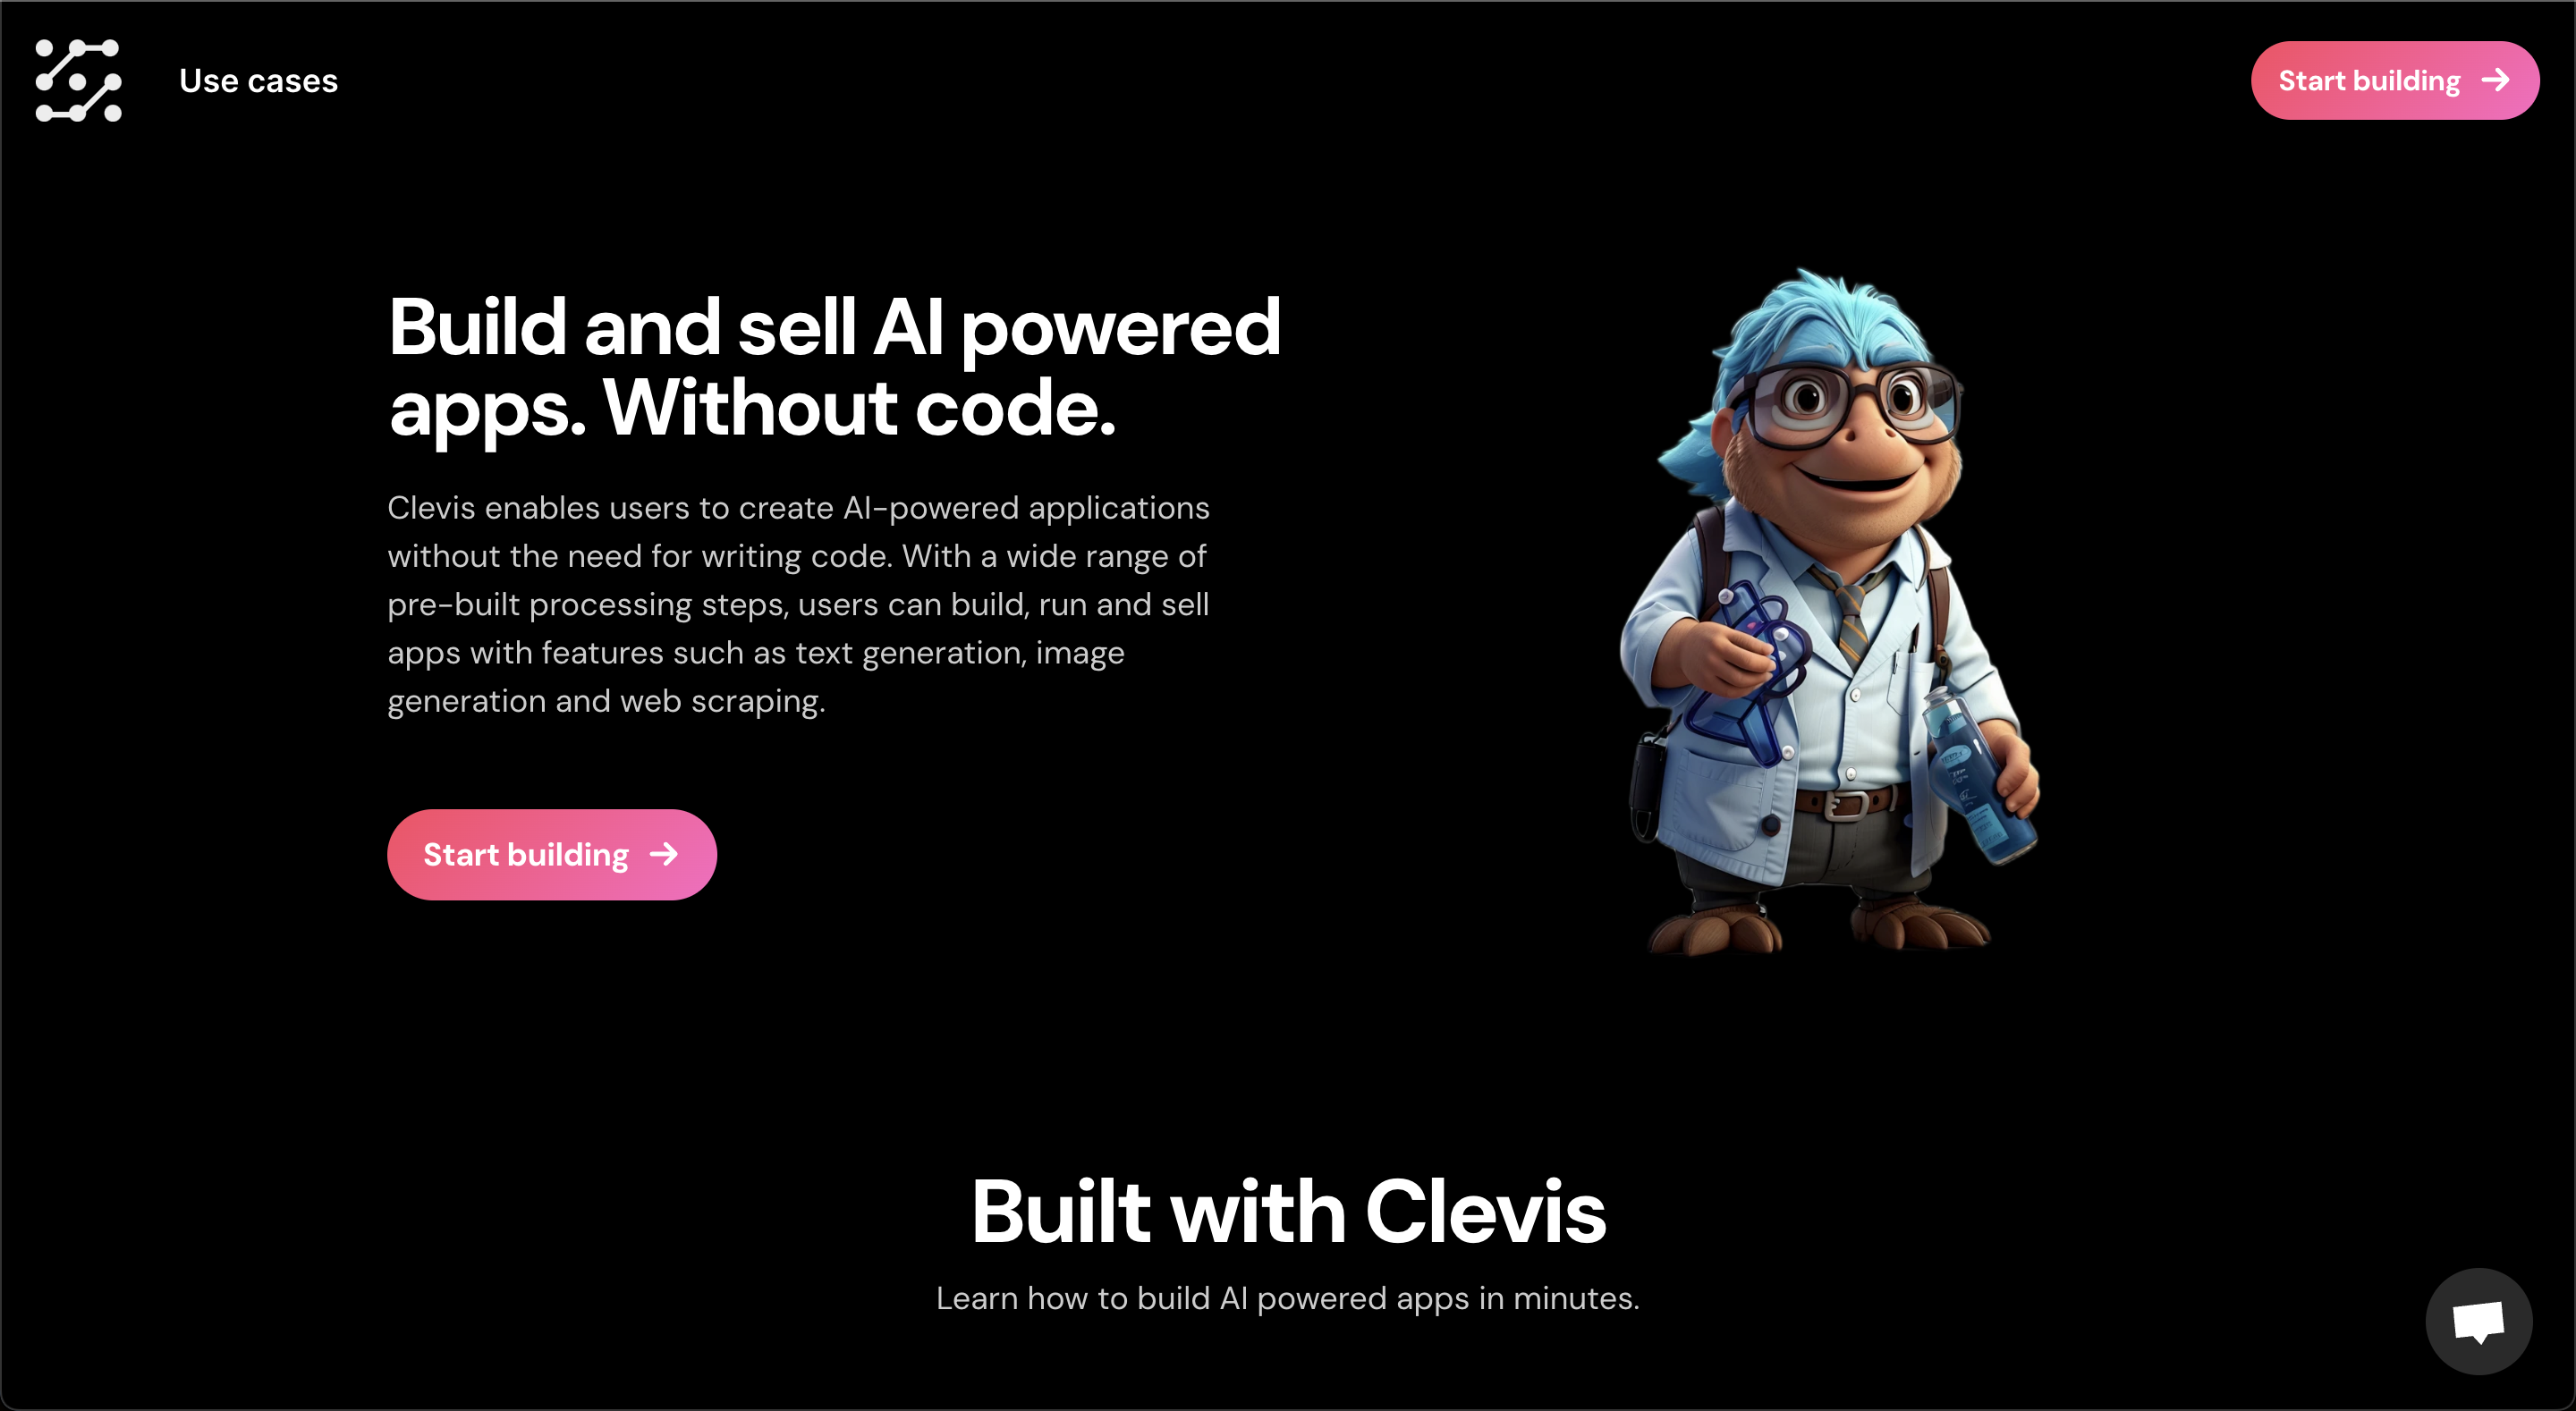 Use cases
Start building
Build and sell AI powered
apps. Without code.
Clevis enables users to create AI-powered applications
without the need for writing code. With a wide range of
pre-built processing steps, users can build, run and sell
apps with features such as text generation, image
generation and web scraping.
Start building
Built with Clevis
Learn how to build AI powered apps in minutes.